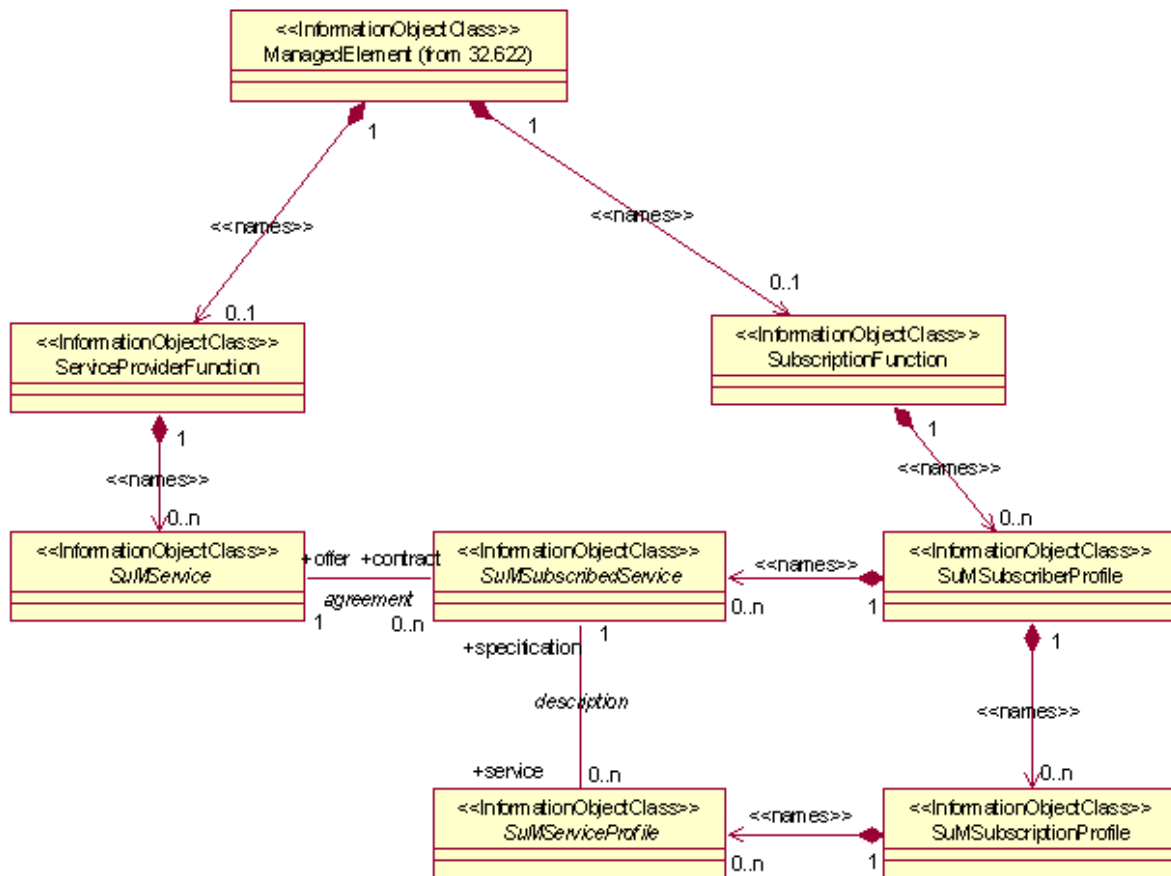 <<InformationObjectClass>>
ManagedElement (from 32.622)
1
1
<<names>>
<<names>>
0..1
0..1
<<InformationObjectClass>>
ServiceProviderFunction
<<InformationObjectClass>>
SubscriptionFunction
1
1
<<names>>
<<names>>
0..n
0..n
<<InformationObjectClass>>
SuMService
+offer +contract
agreement
1
0..n
<<InformationObjectClass>>
SuMSubscribedService
<<names>>
0..n
1
<<InformationObjectClass>>
SuMSubscriberProfile
1
+specification
1
description
<<names>>
+service
0..n
0..n
<<InformationObjectClass>>
SuMServiceProfile
<<names>>
0..n
1
<<InformationObjectClass>>
SuMSubscriptionProfile